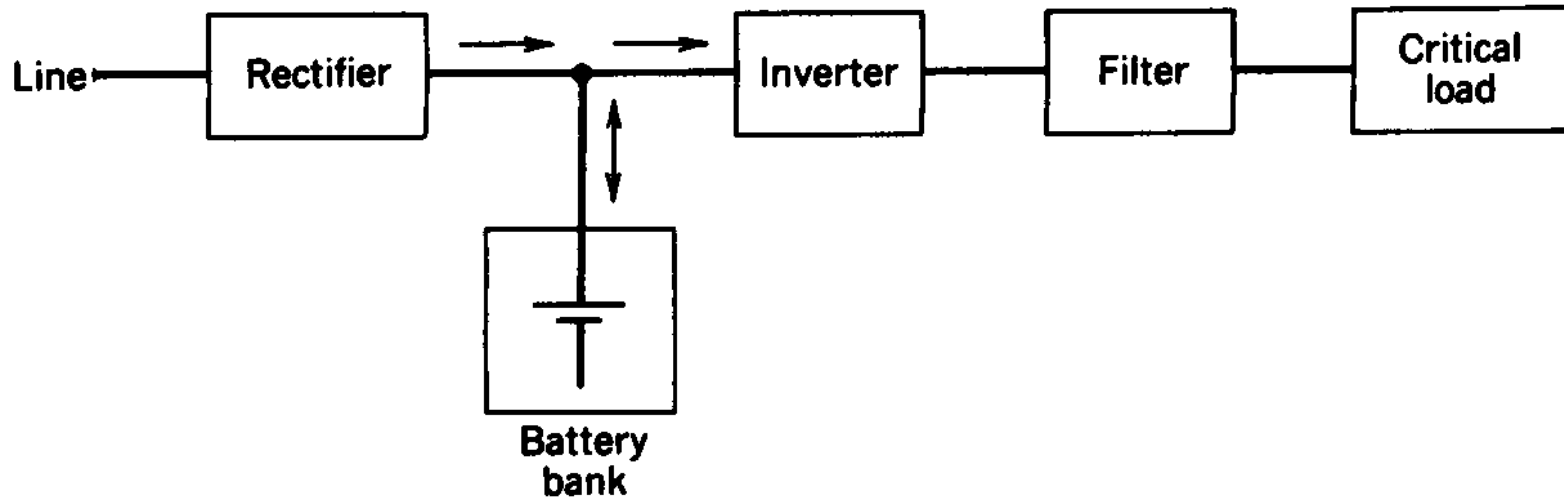 Line
Rectifier
Inverter
Filter
Critical
load
Battery
bank